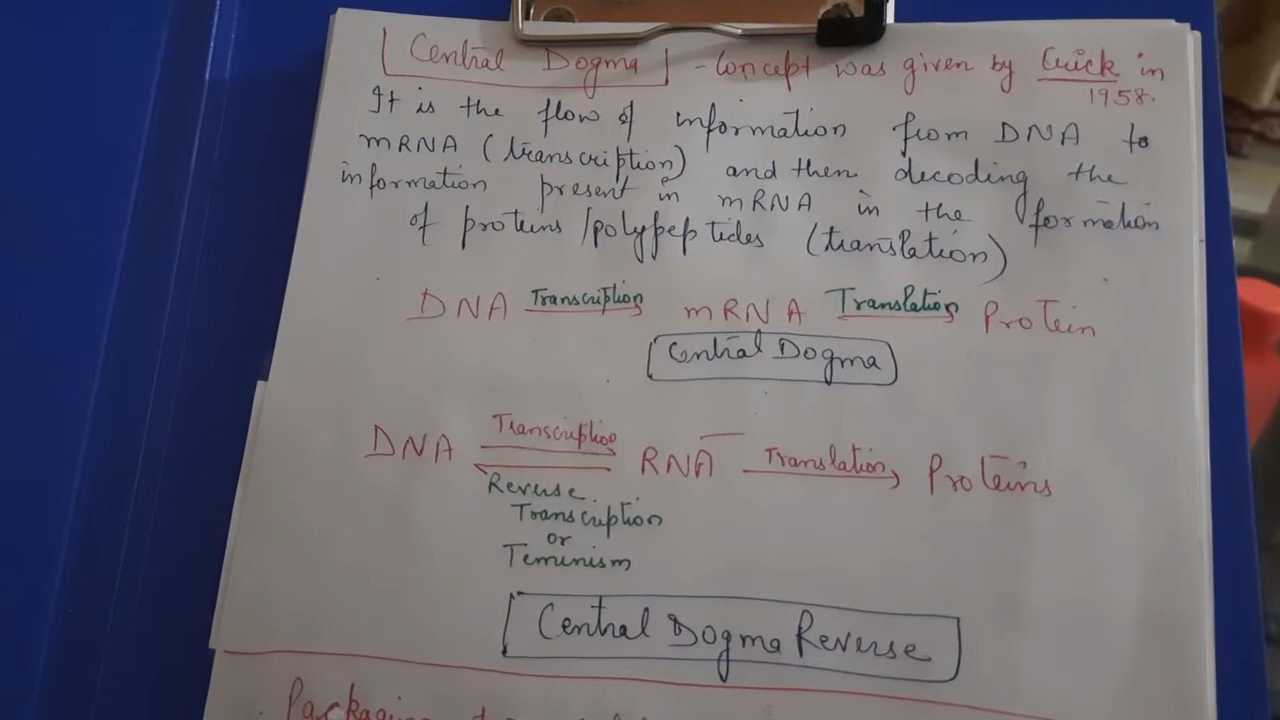 Central Dogma - Concept was given by Crick in
1958.
It is the flow of information from DNA to
mRNA (transcription) and then decoding the
information present in mRNA in the formation
of proteins/polypeptides (translation)
DNA Transcription mRNA Translation Protein
Central Dogma
DNA Transcription RNA Translation Proteins
Reverse
Transcription
or
Teminism
Central Dogma Reverse
Packaging